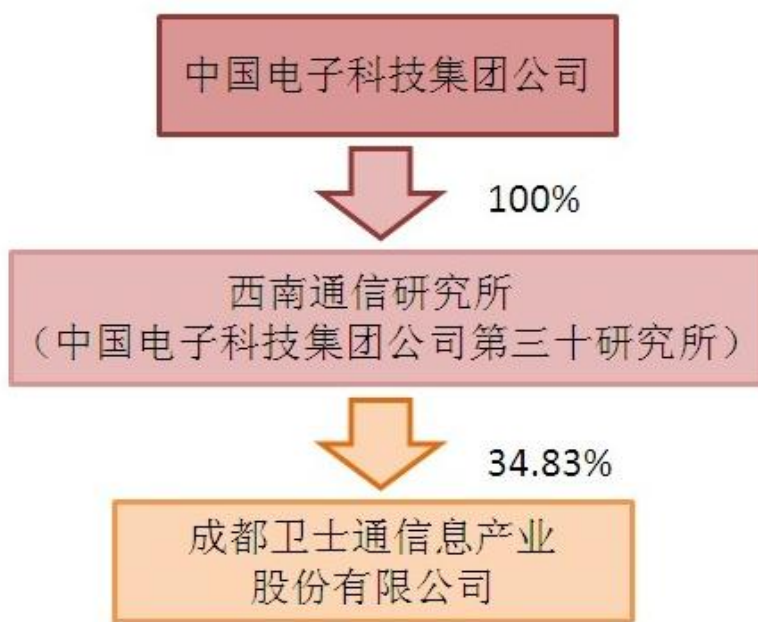 中国电子科技集团公司
100%
西南通信研究所
（中国电子科技集团公司第三十研究所）
34.83%
成都卫士通信息产业
股份有限公司